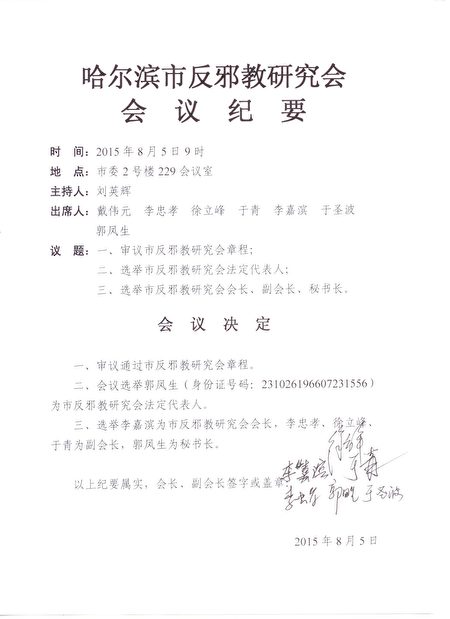 哈尔滨市反邪教研究会
会 议 纪 要
时 间：2015 年 8 月 5 日 9 时
地 点：市委 2 号楼 229 会议室
主持人：刘英辉
出席人：戴伟元 李忠孝 徐立峰 于青 李嘉滨 于圣波
郭凤生
议 题：一、审议市反邪教研究会章程；
二、选举市反邪教研究会法定代表人；
三、选举市反邪教研究会会长、副会长、秘书长。
会 议 决 定
一、审议通过市反邪教研究会章程。
二、会议选举郭凤生（身份证号码：231026196607231556）
为市反邪教研究会法定代表人。
三、选举李嘉滨为市反邪教研究会会长，李忠孝、徐立峰、
于青为副会长，郭凤生为秘书长。
以上纪要属实，会长、副会长签字或盖章
李嘉滨 于青
于圣波
2015 年 8 月 5 日